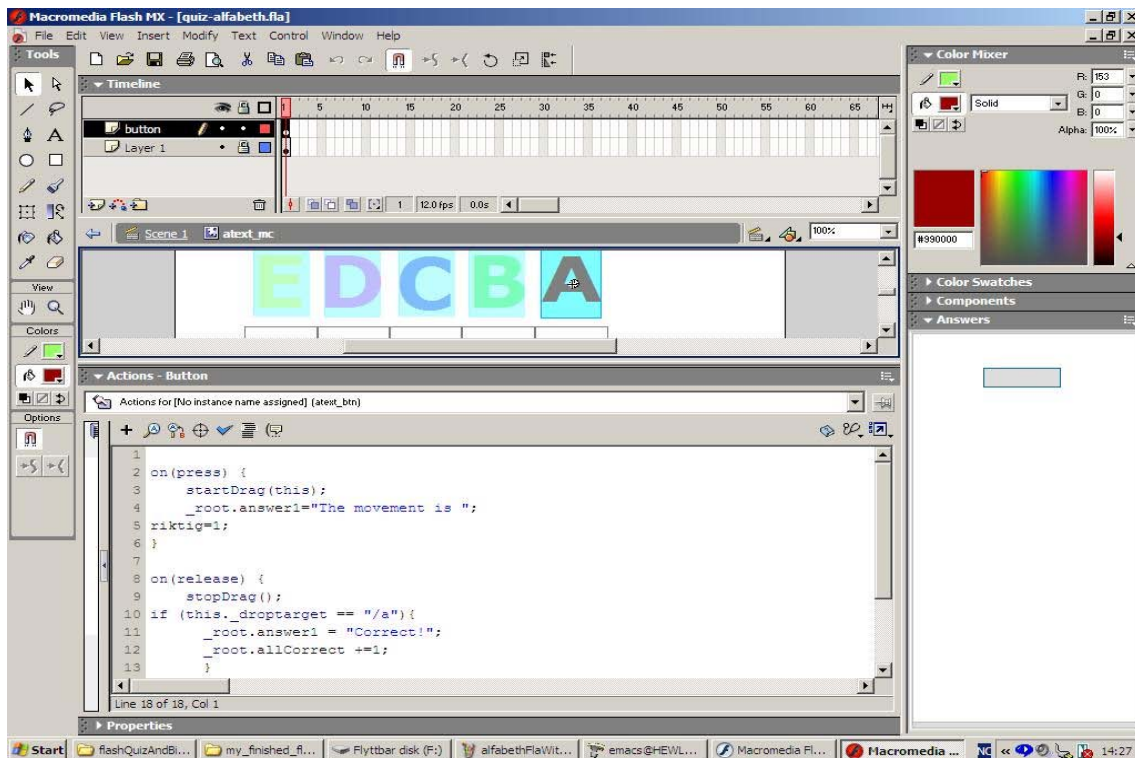 Macromedia Flash MX - [quiz-alfabeth.fla]
File Edit View Insert Modify Text Control Window Help
Tools
View
Colors
Options
Timeline
1 5 10 15 20 25 30 35 40 45 50 55 60 65
button
Layer 1
1 12.0 fps 0.0s
Scene 1 atext_mc 100%
E D C B A
Actions - Button
Actions for [No instance name assigned] (atext_btn)
1
2 on(press) {
3 startDrag(this);
4 _root.answer1="The movement is ";
5 riktig=1;
6 }
7
8 on(release) {
9 stopDrag();
10 if (this._droptarget == "/a"){
11 _root.answer1 = "Correct!";
12 _root.allCorrect +=1;
13 }
Line 18 of 18, Col 1
Properties
Color Mixer
R: 153
Solid G: 0
B: 0
Alpha: 100%
#990000
Color Swatches
Components
Answers
Start flashQuizAndBi... my_finished_fl... Flyttbar disk (F:) alfabethFlaWit... emacs@HEWL... Macromedia Fl... Macromedia ... NC « 14:27